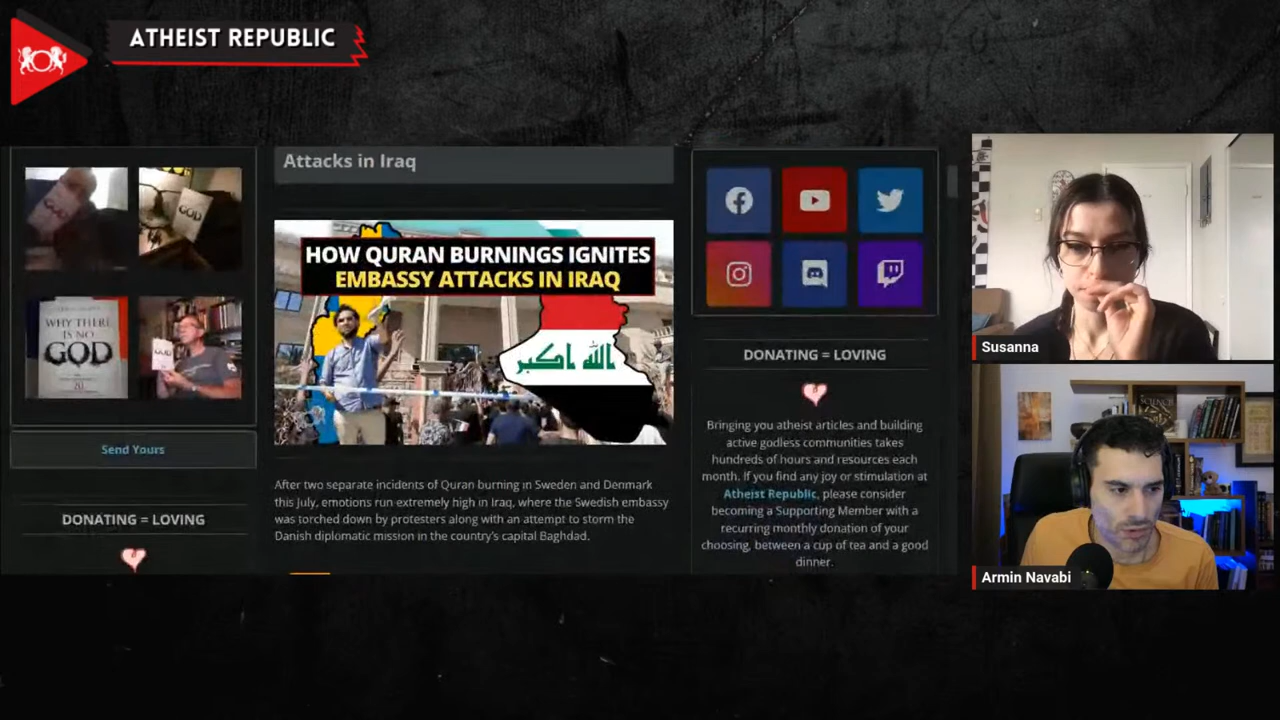 ATHEIST REPUBLIC
GOD
WHY THERE
IS NO
GOD
GOD
Send Yours
DONATING = LOVING
Attacks in Iraq
HOW QURAN BURNINGS IGNITES
EMBASSY ATTACKS IN IRAQ
الله اكبر
After two separate incidents of Quran burning in Sweden and Denmark
this July, emotions run extremely high in Iraq, where the Swedish embassy
was torched down by protesters along with an attempt to storm the
Danish diplomatic mission in the country's capital Baghdad.
DONATING = LOVING
Bringing you atheist articles and building
active godless communities takes
hundreds of hours and resources each
month. If you find any joy or stimulation at
Atheist Republic, please consider
becoming a Supporting Member with a
recurring monthly donation of your
choosing, between a cup of tea and a good
dinner.
Susanna
SCIENCE
Armin Navabi